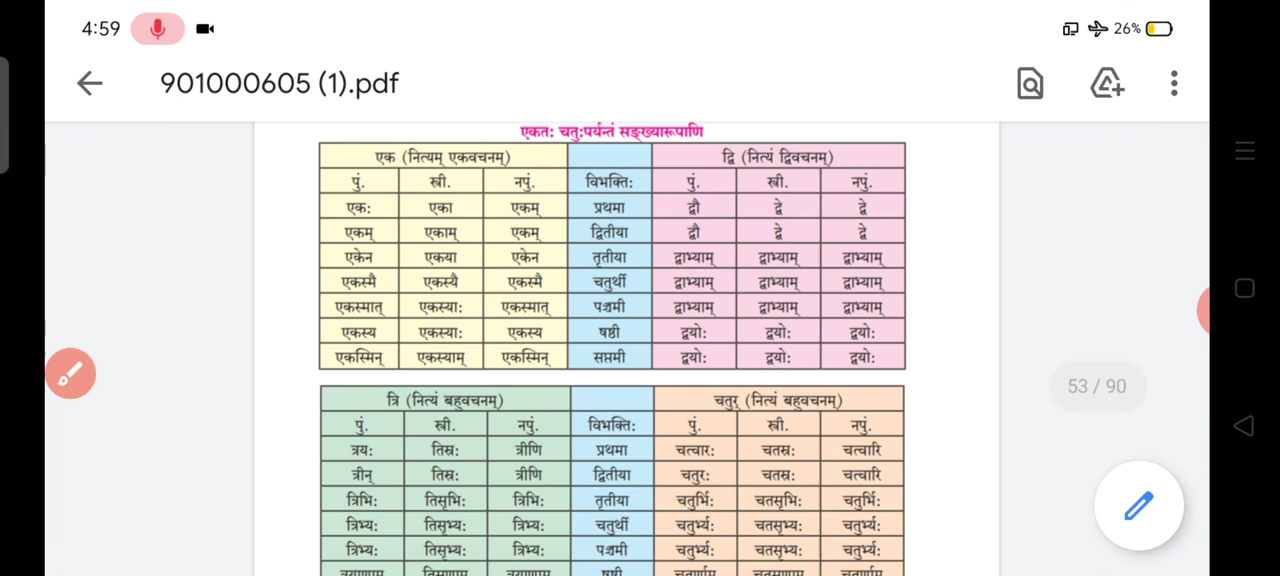 4:59 26%
901000605 (1).pdf
एकतः चतुःपर्यन्तं सङ्ख्यारूपाणि
एक (नित्यम् एकवचनम्) द्वि (नित्यं द्विवचनम्)
पुं. स्त्री. नपुं. विभक्तिः पुं. स्त्री. नपुं.
एकः एका एकम् प्रथमा द्वौ द्वे द्वे
एकम् एकाम् एकम् द्वितीया द्वौ द्वे द्वे
एकेन एकया एकेन तृतीया द्वाभ्याम् द्वाभ्याम् द्वाभ्याम्
एकस्मै एकस्यै एकस्मै चतुर्थी द्वाभ्याम् द्वाभ्याम् द्वाभ्याम्
एकस्मात् एकस्याः एकस्मात् पञ्चमी द्वाभ्याम् द्वाभ्याम् द्वाभ्याम्
एकस्य एकस्याः एकस्य षष्ठी द्वयोः द्वयोः द्वयोः
एकस्मिन् एकस्याम् एकस्मिन् सप्तमी द्वयोः द्वयोः द्वयोः
53 / 90
त्रि (नित्यं बहुवचनम्) चतुर् (नित्यं बहुवचनम्)
पुं. स्त्री. नपुं. विभक्तिः पुं. स्त्री. नपुं.
त्रयः तिस्रः त्रीणि प्रथमा चत्वारः चतस्रः चत्वारि
त्रीन् तिस्रः त्रीणि द्वितीया चतुरः चतस्रः चत्वारि
त्रिभिः तिसृभिः त्रिभिः तृतीया चतुर्भिः चतसृभिः चतुर्भिः
त्रिभ्यः तिसृभ्यः त्रिभ्यः चतुर्थी चतुर्भ्यः चतसृभ्यः चतुर्भ्यः
त्रिभ्यः तिसृभ्यः त्रिभ्यः पञ्चमी चतुर्भ्यः चतसृभ्यः चतुर्भ्यः